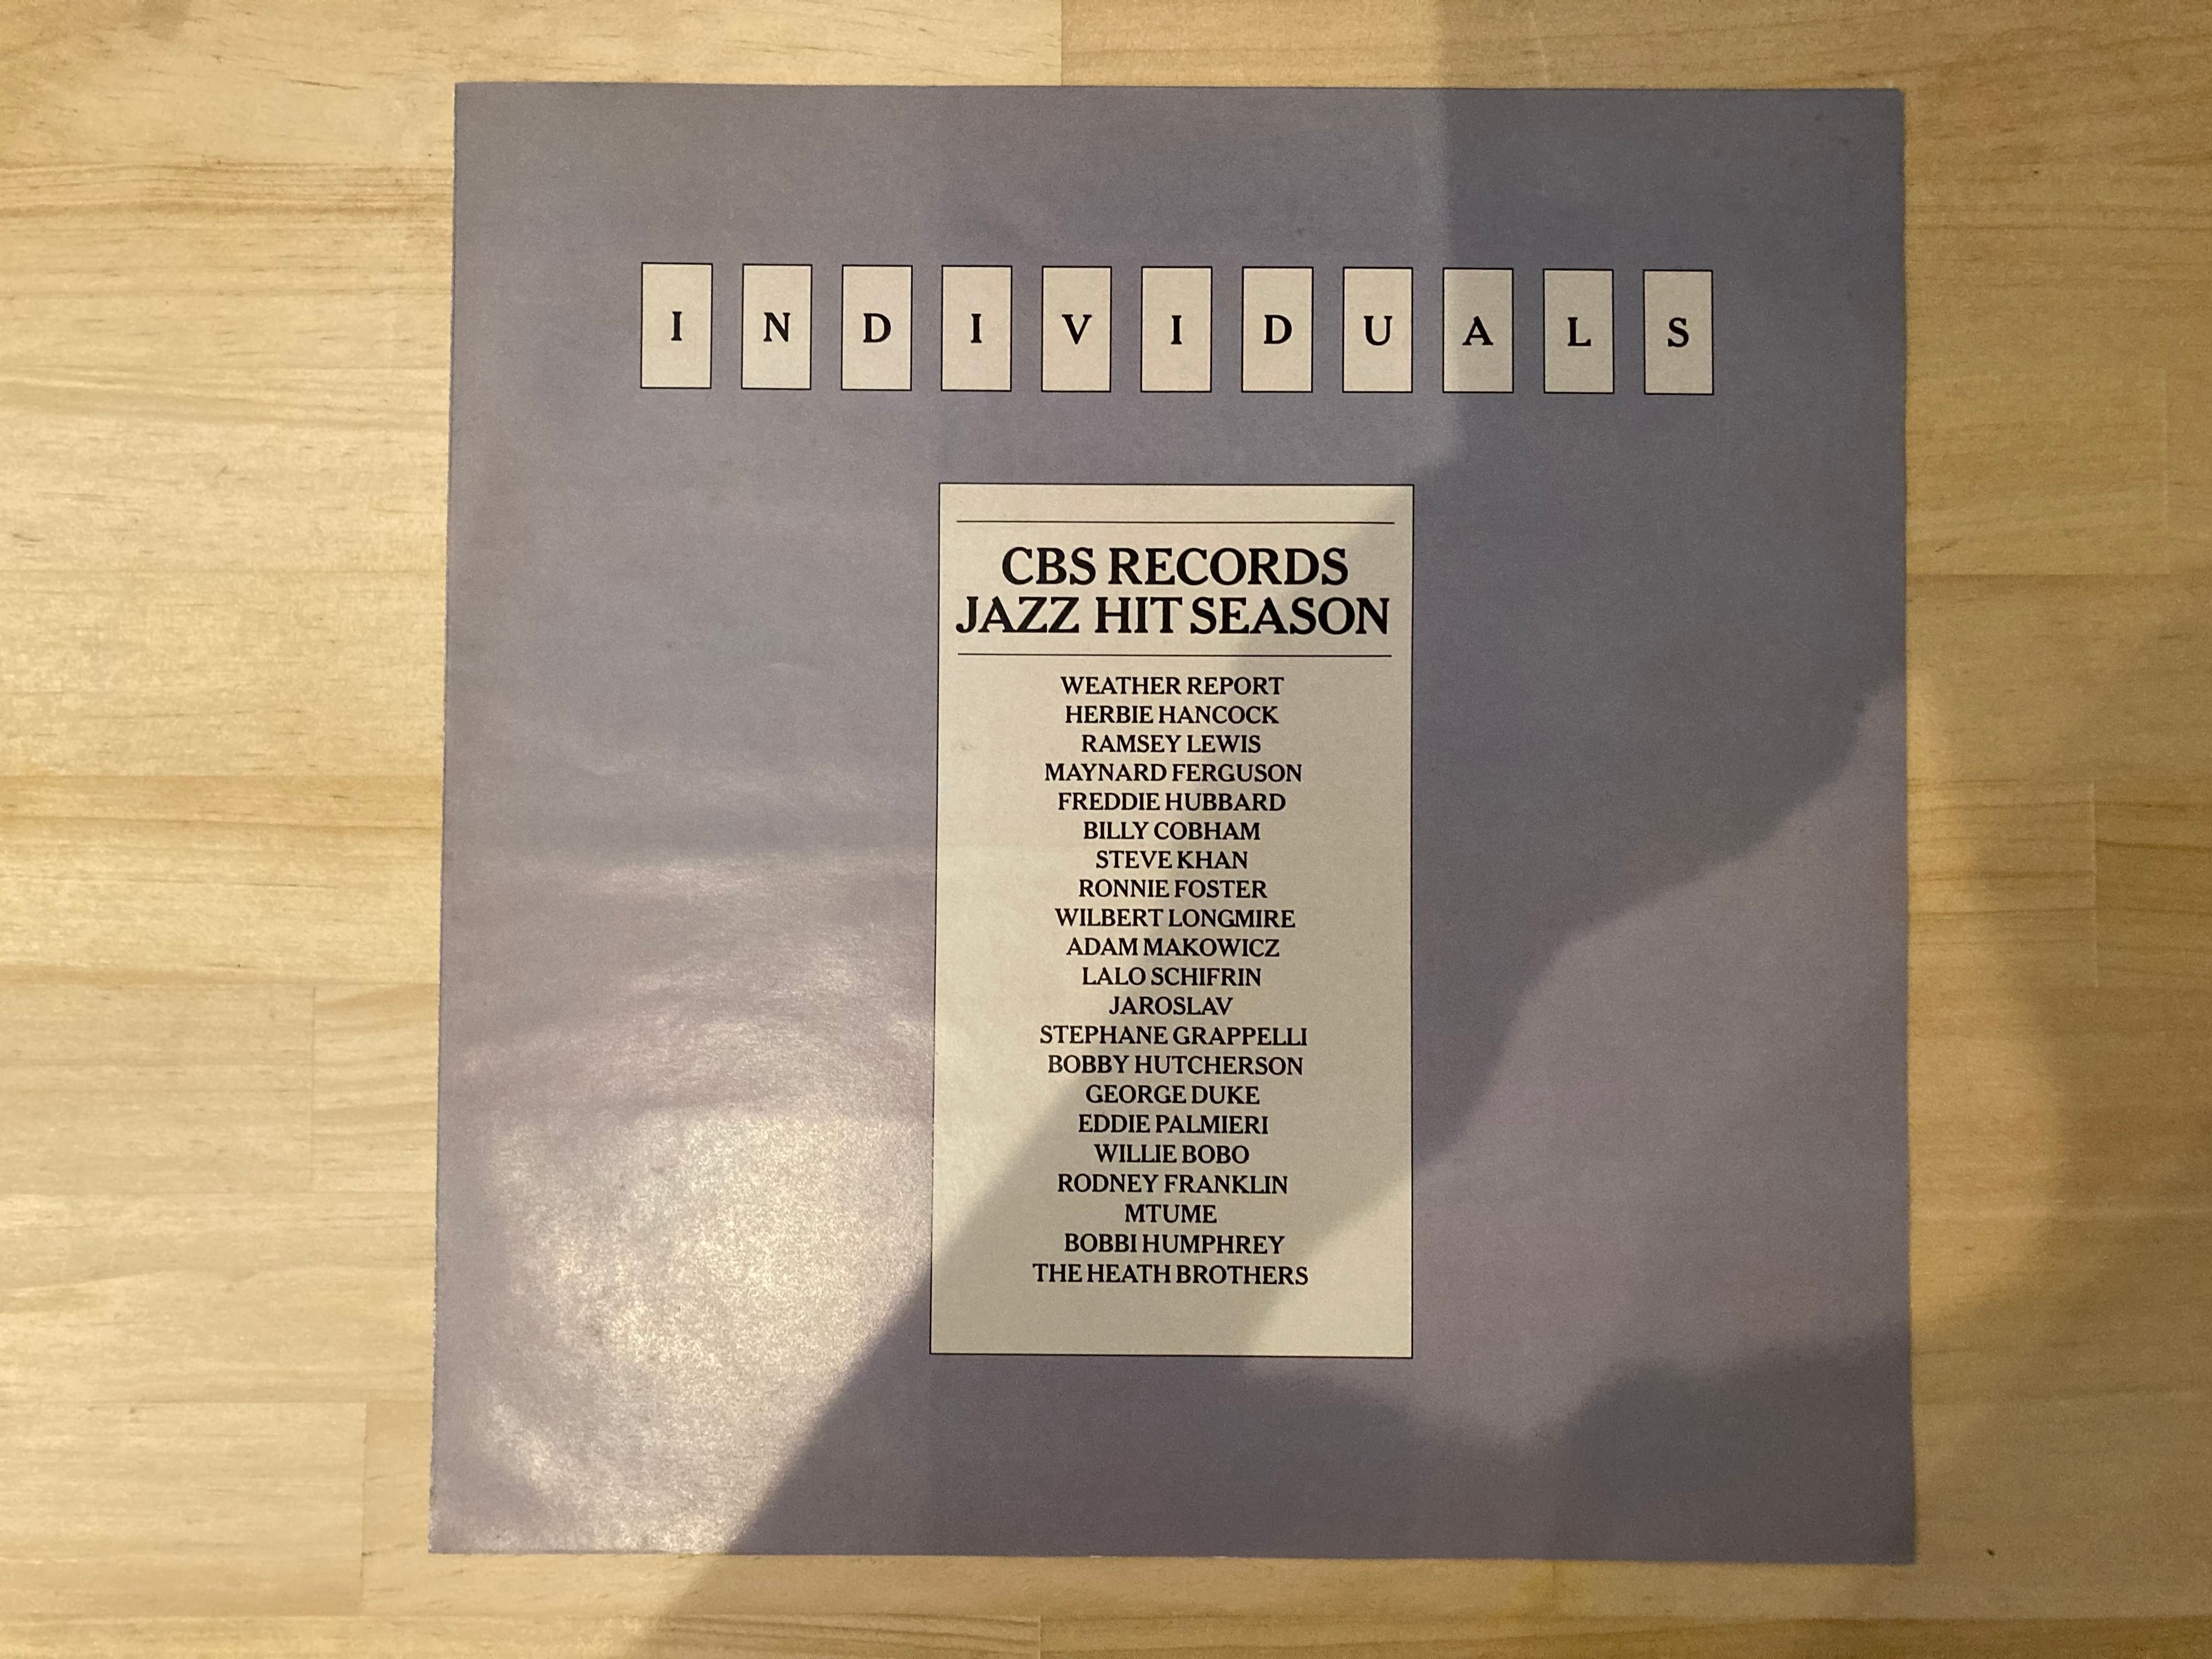 INDIVIDUALS
CBS RECORDS
JAZZ HIT SEASON
WEATHER REPORT
HERBIE HANCOCK
RAMSEY LEWIS
MAYNARD FERGUSON
FREDDIE HUBBARD
BILLY COBHAM
STEVE KHAN
RONNIE FOSTER
WILBERT LONGMIRE
ADAM MAKOWICZ
LALO SCHIFRIN
JAROSLAV
STEPHANE GRAPPELLI
BOBBY HUTCHERSON
GEORGE DUKE
EDDIE PALMIERI
WILLIE BOBO
RODNEY FRANKLIN
MTUME
BOBBI HUMPHREY
THE HEATH BROTHERS